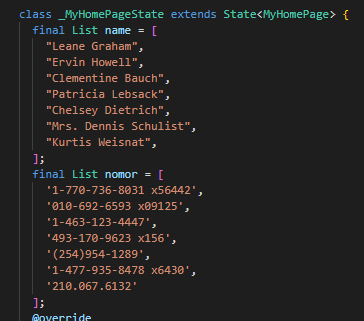 class _MyHomePageState extends State<MyHomePage> {
final List name = [
"Leane Graham",
"Ervin Howell",
"Clementine Bauch",
"Patricia Lebsack",
"Chelsey Dietrich",
"Mrs. Dennis Schulist",
"Kurtis Weisnat",
];
final List nomor = [
'1-770-736-8031 x56442',
'010-692-6593 x09125',
'1-463-123-4447',
'493-170-9623 x156',
'(254)954-1289',
'1-477-935-8478 x6430',
'210.067.6132'
];
@override